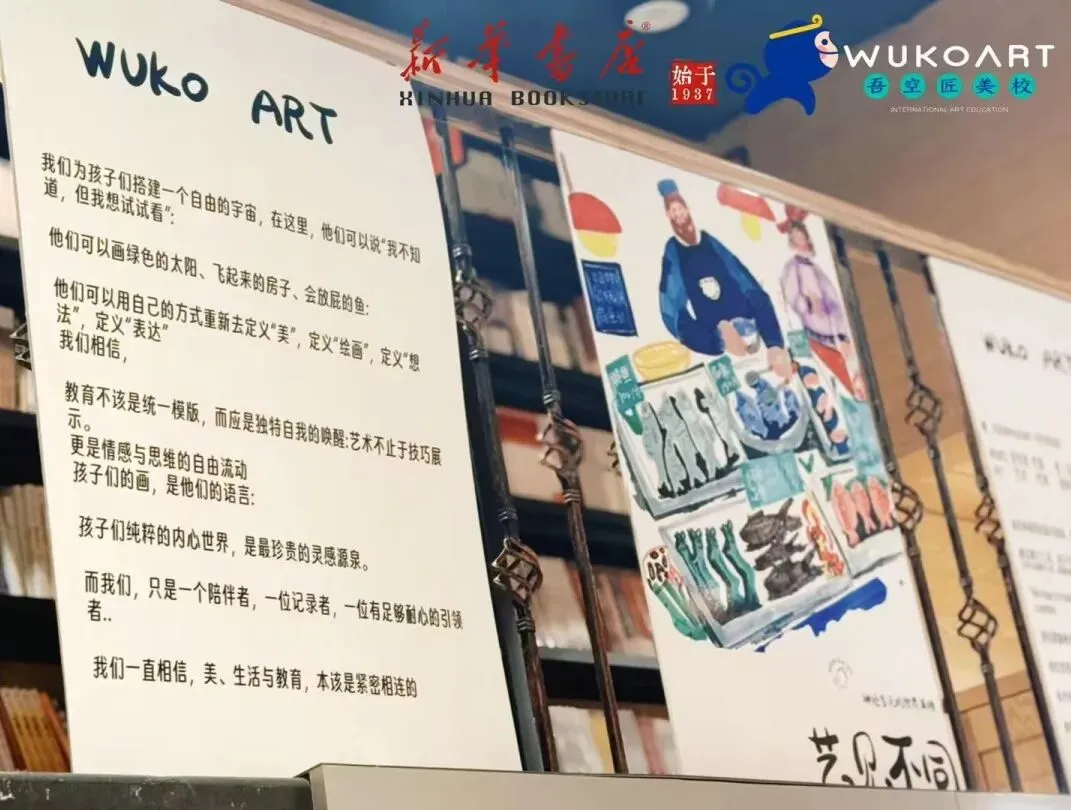 新华书店®
XINHUA BOOKSTORE
始于
1937
WUKOART
吾空匠美校
INTERNATIONAL ART EDUCATION
WUKO ART
我们为孩子们搭建一个自由的宇宙，在这里，他们可以说“我不知
道，但我想试试看”：
他们可以画绿色的太阳、飞起来的房子、会放屁的鱼：
他们可以用自己的方式重新去定义“美”，定义“绘画”，定义“想
法”，定义“表达”
我们相信，
教育不该是统一模版，而应是独特自我的唤醒:艺术不止于技巧展
示。
更是情感与思维的自由流动
孩子们的画，是他们的语言:
孩子们纯粹的内心世界，是最珍贵的灵感源泉。
而我们，只是一个陪伴者，一位记录者，一位有足够耐心的引领
者..
我们一直相信，美、生活与教育，本该是紧密相连的
艺见不同
WUKO ART